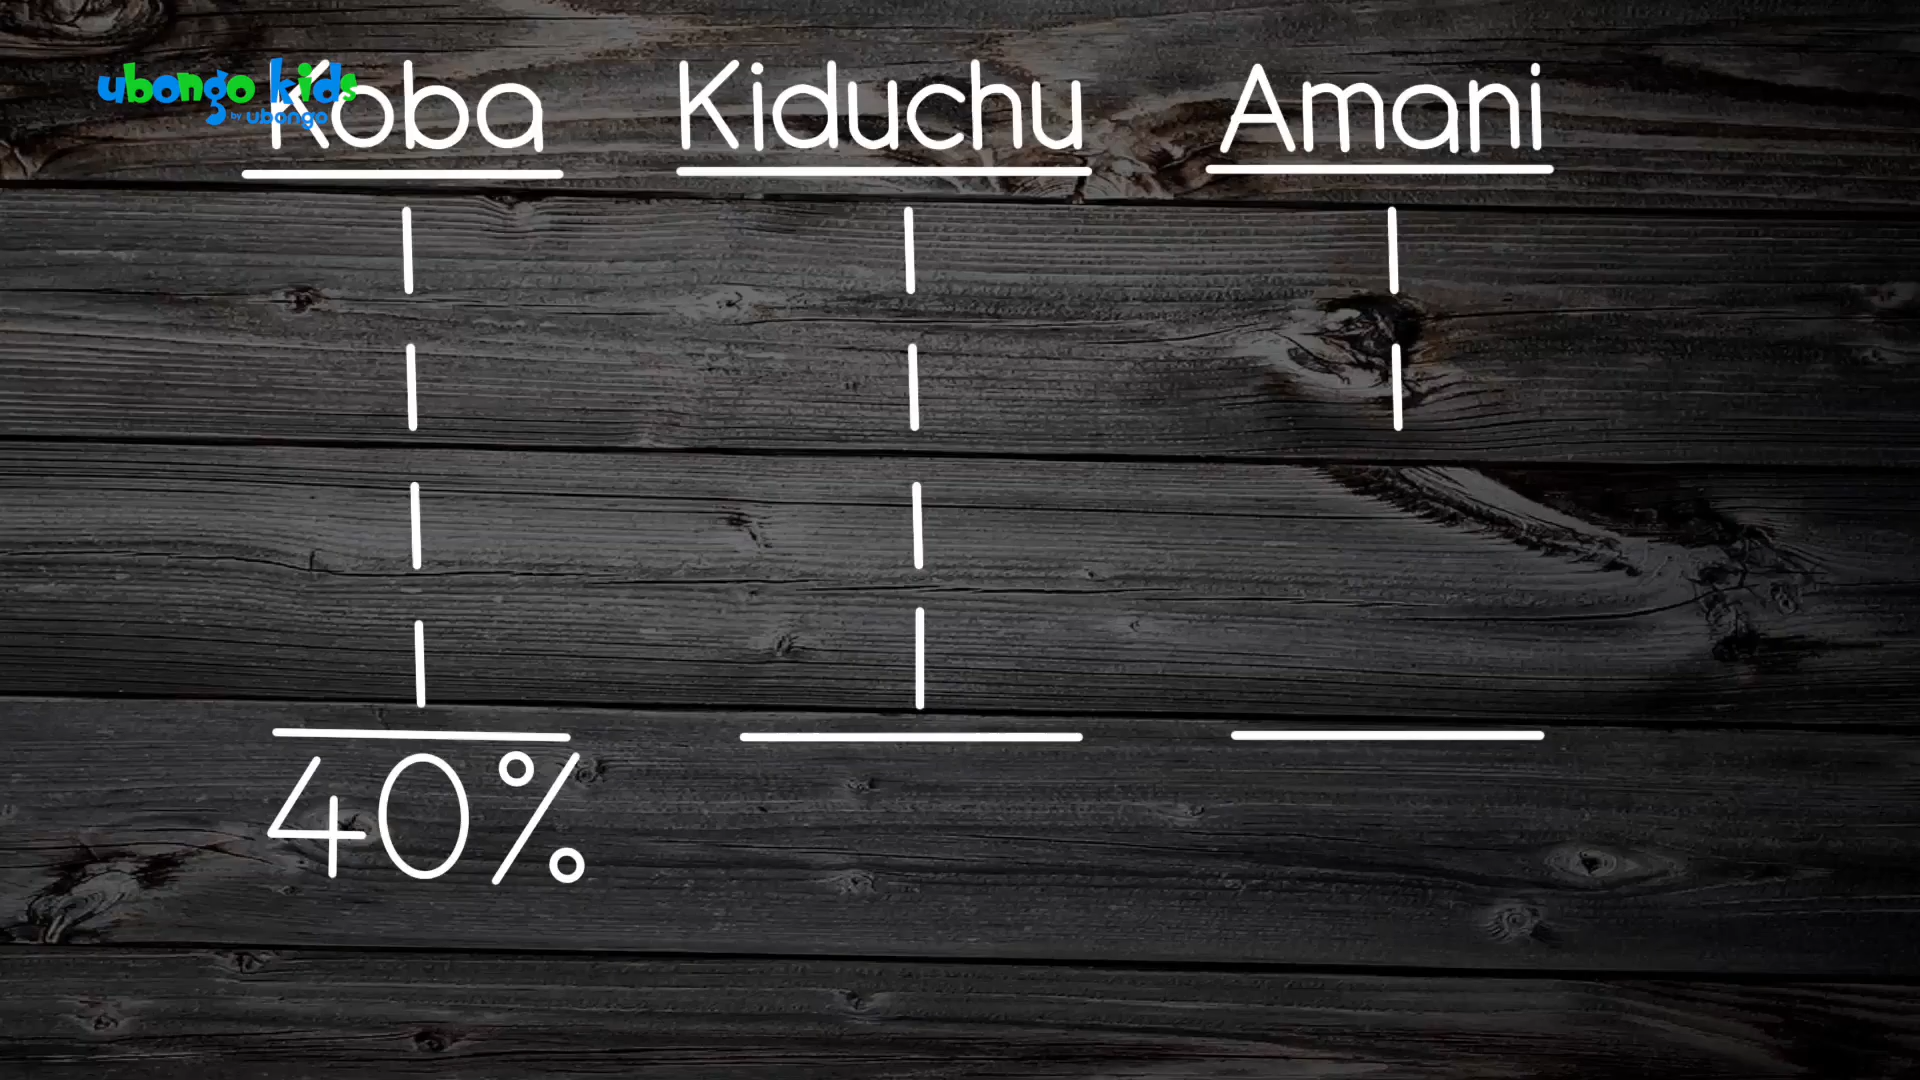 ubongo kids
by ubongo
Koba Kiduchu Amani
| | |
| | |
| |
| |
40%